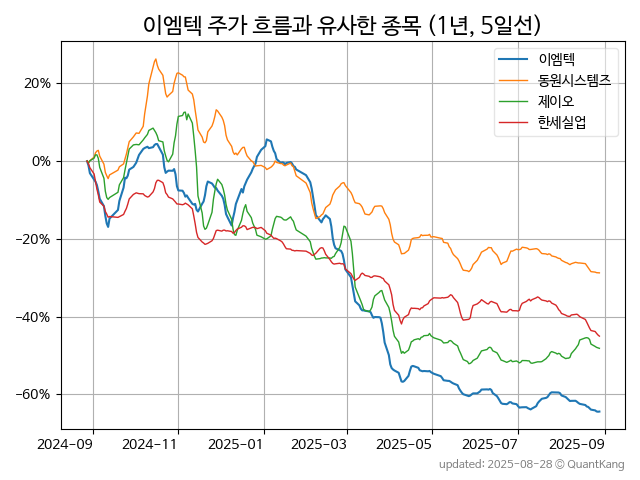 이엠텍 주가 흐름과 유사한 종목 (1년, 5일선)
이엠텍
동원시스템즈
제이오
한세실업
20%
0%
−20%
−40%
−60%
2024-09 2024-11 2025-01 2025-03 2025-05 2025-07 2025-09
updated: 2025-08-28 © QuantKang